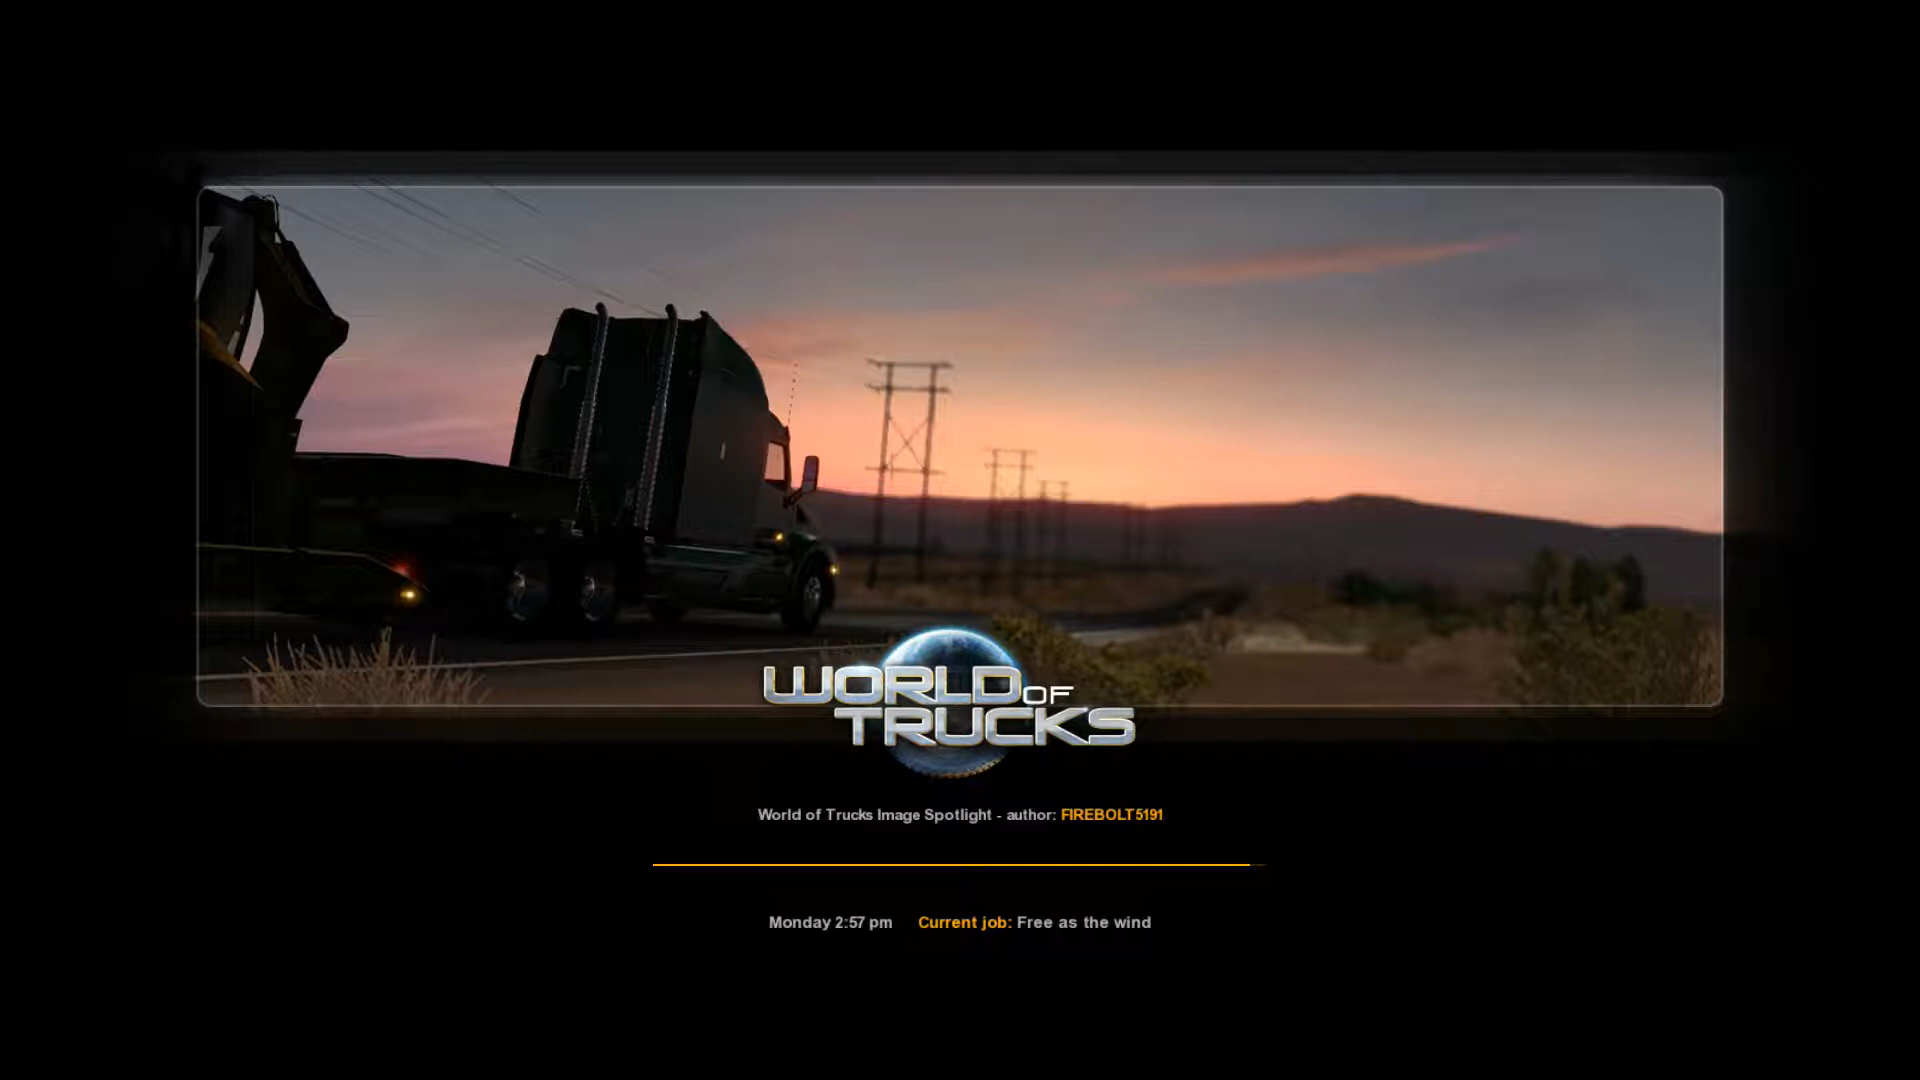 WORLD OF
TRUCKS
World of Trucks Image Spotlight - author: FIREBOLT5191
Monday 2:57 pm Current job: Free as the wind